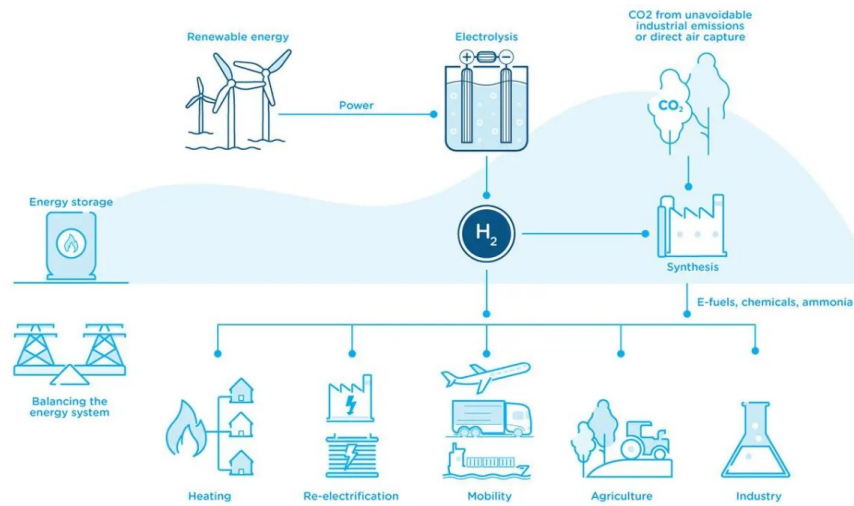 Renewable energy
Electrolysis
CO2 from unavoidable
industrial emissions
or direct air capture
Power
+
−
CO₂
Energy storage
H₂
Synthesis
E-fuels, chemicals, ammonia
Balancing the
energy system
Heating
Re-electrification
Mobility
Agriculture
Industry